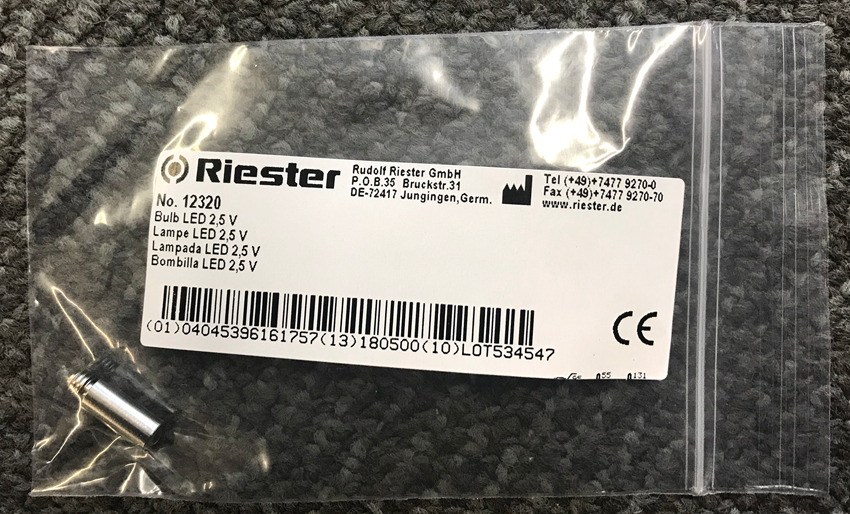 Riester
Rudolf Riester GmbH
P.O.B.35 Bruckstr.31
DE-72417 Jungingen,Germ.
Tel (+49)+7477 9270-0
Fax (+49)+7477 9270-70
www.riester.de
No. 12320
Bulb LED 2,5 V
Lampe LED 2,5 V
Lampada LED 2,5 V
Bombilla LED 2,5 V
(01)04045396161757(13)180500(10)LOT534547
CE